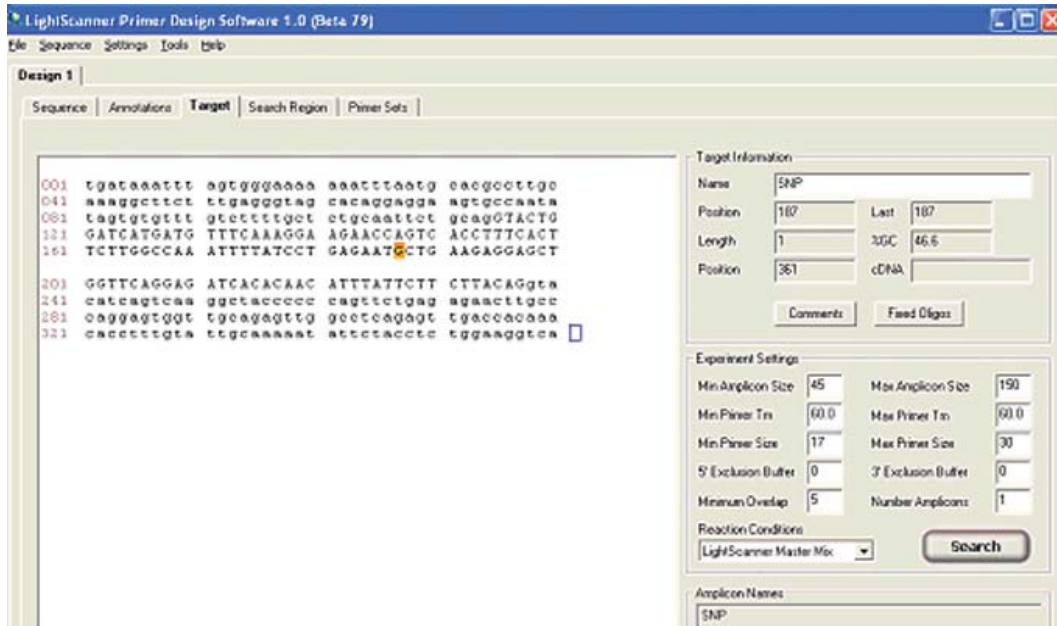 LightScanner Primer Design Software 1.0 (Beta 79)
File Sequence Settings Tools Help
Design 1
Sequence Annotations Target Search Region Primer Sets
001 tgataaattt agtgggaaaa aaatttaatg cacgccttgc
041 aaaggcttct ttgagggtag cacaggaaaa agtgccaata
081 tagtgtgttt gtcttttgct ctgcaattct gcagGTACTG
121 GATCATGATG TTTCAAAGGA AGAACCAGTC ACCTTTCACT
161 TCTTGGCCAA ATTTTATCCT GAGAATGCTG AAGAGGAGCT
201 GGTTCAGGAG ATCACACAAC ATTTATTCTT CTTACAGgta
241 catcagtcaa ggctaccccc cagttctgag agaacttgcc
281 caggagtggt tgcagagttg gcctcagagt tgaccacaaa
321 cacctttgta ttgcaaaaat attctacctc tggaaggtca
Target Information
Name SNP
Position 187 Last 187
Length 1 %GC 46.6
Position 361 cDNA
Comments Fixed Oligos
Experiment Settings
Min Amplicon Size 45 Max Amplicon Size 150
Min Primer Tm 60.0 Max Primer Tm 60.0
Min Primer Size 17 Max Primer Size 30
5' Exclusion Buffer 0 3' Exclusion Buffer 0
Minimum Overlap 5 Number Amplicons 1
Reaction Conditions
LightScanner Master Mix Search
Amplicon Names
SNP